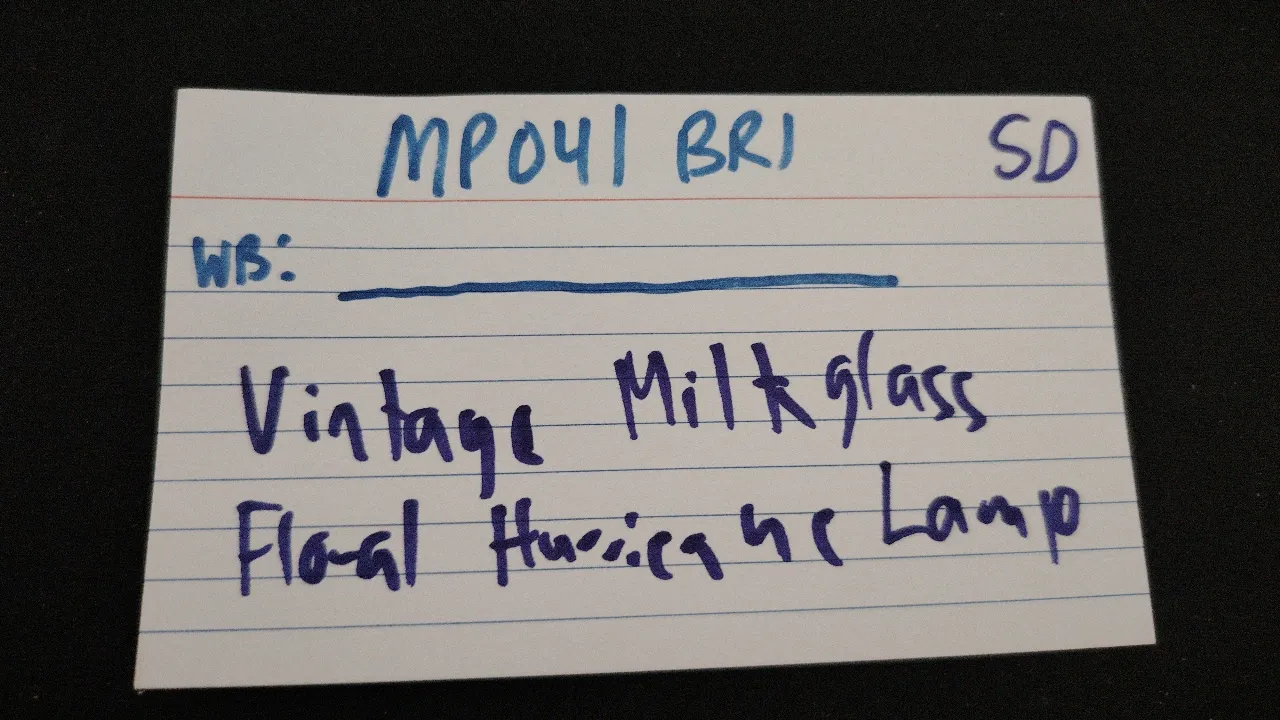 MP041 BR1 SD
WB:
Vintage Milkglass
Floral Hurricane Lamp